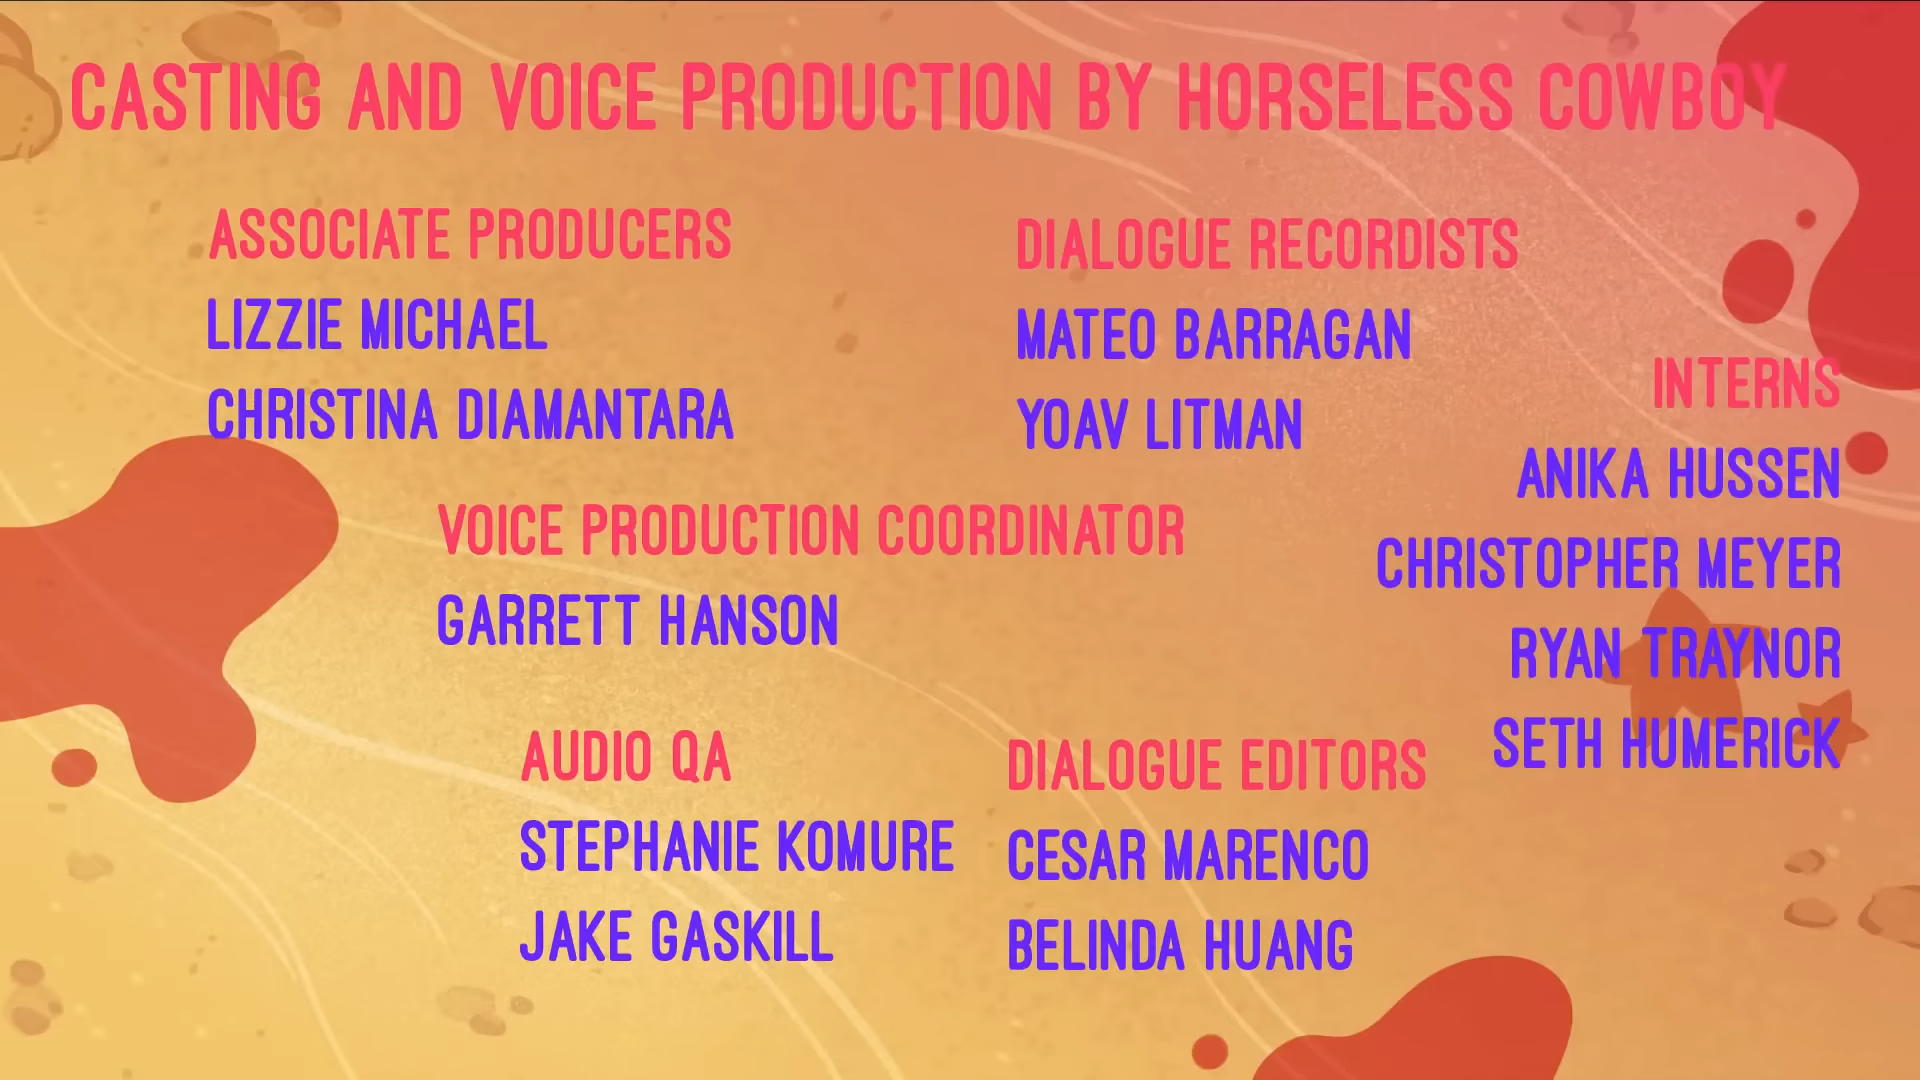 CASTING AND VOICE PRODUCTION BY HORSELESS COWBOY
ASSOCIATE PRODUCERS
LIZZIE MICHAEL
CHRISTINA DIAMANTARA
DIALOGUE RECORDISTS
MATEO BARRAGAN
YOAV LITMAN
INTERNS
ANIKA HUSSEN
CHRISTOPHER MEYER
RYAN TRAYNOR
SETH HUMERICK
VOICE PRODUCTION COORDINATOR
GARRETT HANSON
AUDIO QA
STEPHANIE KOMURE
JAKE GASKILL
DIALOGUE EDITORS
CESAR MARENCO
BELINDA HUANG